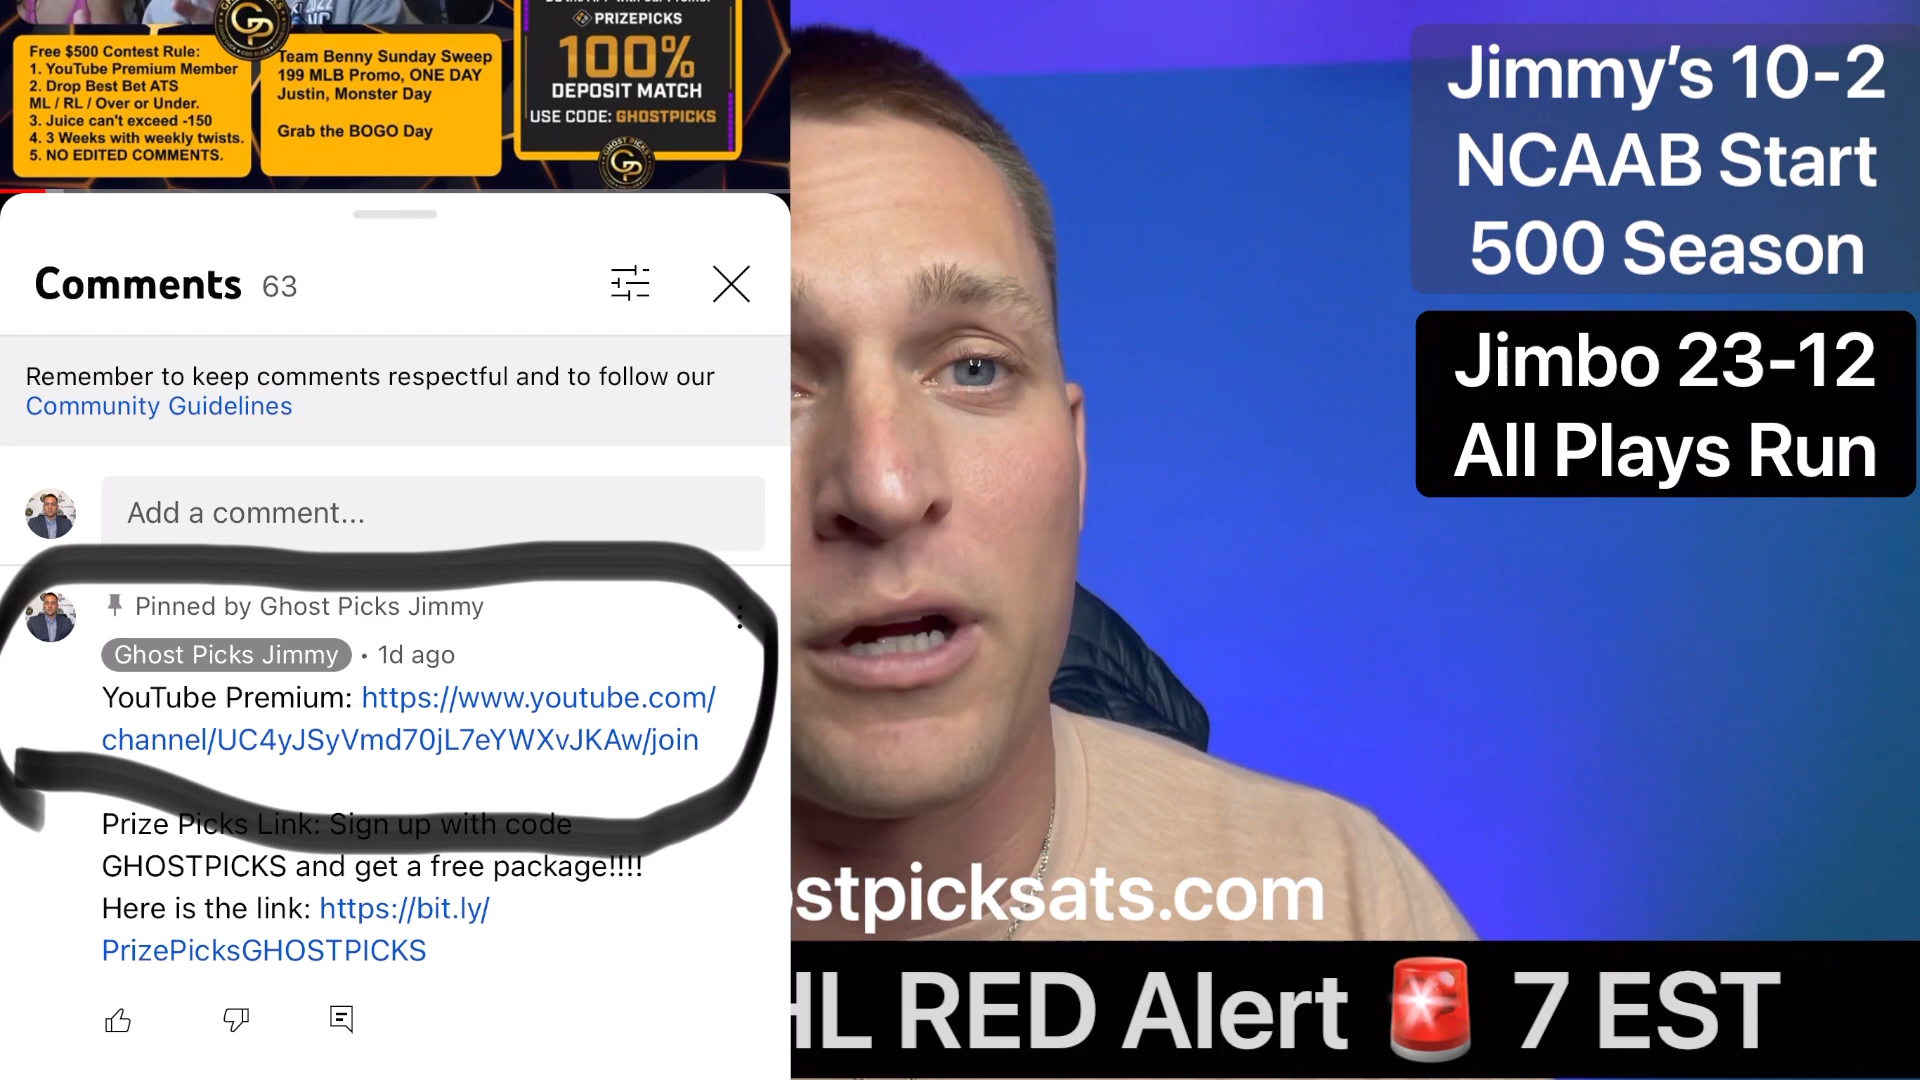 Free $500 Contest Rule:
1. YouTube Premium Member
2. Drop Best Bet ATS
ML / RL / Over or Under.
3. Juice can't exceed -150
4. 3 Weeks with weekly twists.
5. NO EDITED COMMENTS.
GP
Team Benny Sunday Sweep
199 MLB Promo, ONE DAY
Justin, Monster Day
Grab the BOGO Day
PRIZEPICKS
100%
DEPOSIT MATCH
USE CODE: GHOSTPICKS
GHOST PICKS
GP
Comments 63
Remember to keep comments respectful and to follow our
Community Guidelines
Add a comment...
Pinned by Ghost Picks Jimmy
Ghost Picks Jimmy • 1d ago
YouTube Premium: https://www.youtube.com/
channel/UC4yJSyVmd70jL7eYWXvJKAw/join
Prize Picks Link: Sign up with code
GHOSTPICKS and get a free package!!!!
Here is the link: https://bit.ly/
PrizePicksGHOSTPICKS
Jimmy's 10-2
NCAAB Start
500 Season
Jimbo 23-12
All Plays Run
ostpicksats.com
HL RED Alert 🚨 7 EST